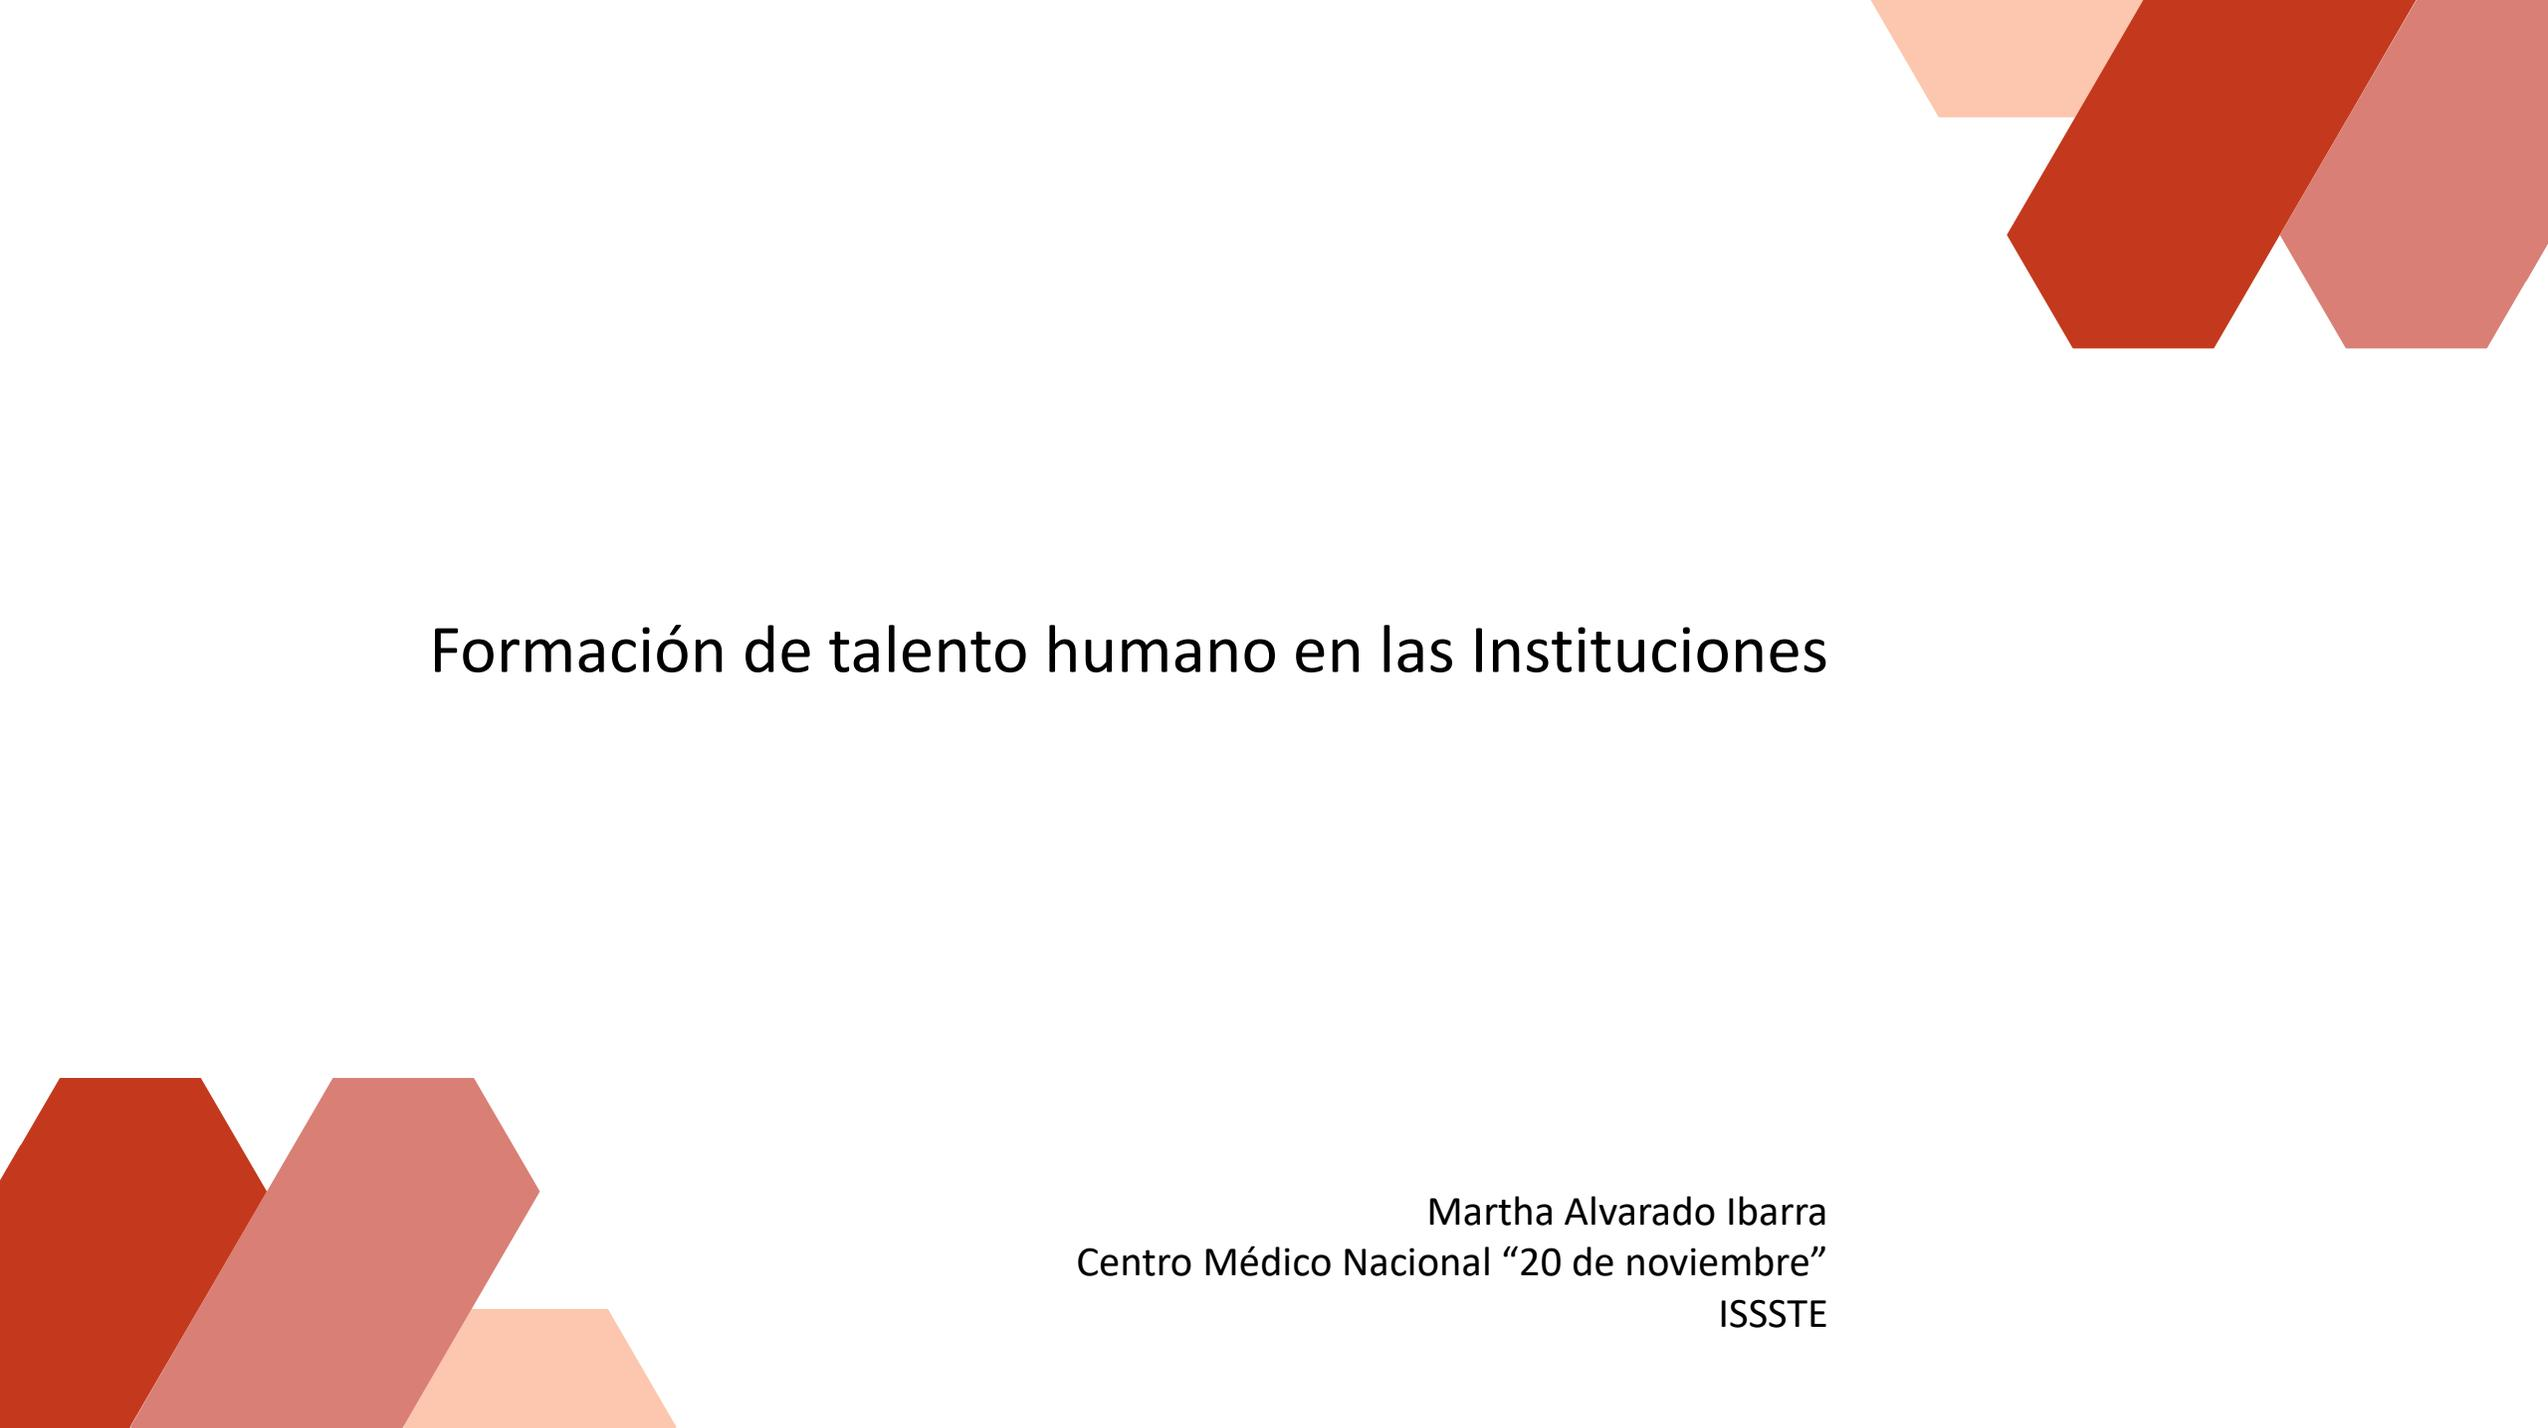 Formación de talento humano en las Instituciones
Martha Alvarado Ibarra
Centro Médico Nacional “20 de noviembre”
ISSSTE